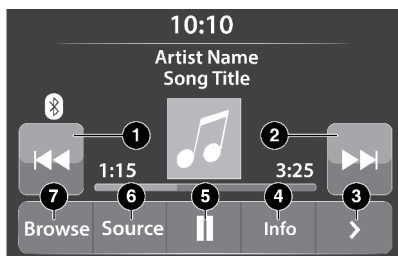 10:10
Artist Name
Song Title
1
2
1:15
3:25
7
6
5
4
3
Browse
Source
Info